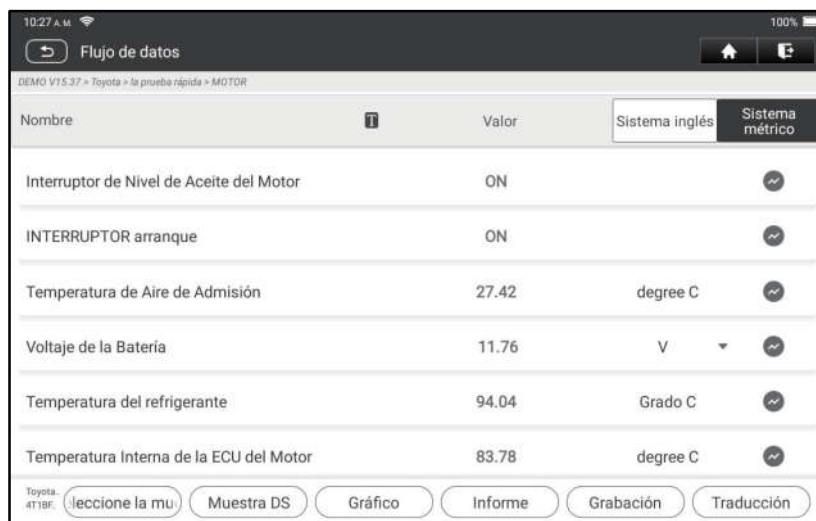 10:27 A.M. 100%
Flujo de datos
DEMO V15.37 > Toyota > la prueba rápida > MOTOR
Nombre T Valor Sistema inglés Sistema métrico
Interruptor de Nivel de Aceite del Motor ON
INTERRUPTOR arranque ON
Temperatura de Aire de Admisión 27.42 degree C
Voltaje de la Batería 11.76 V
Temperatura del refrigerante 94.04 Grado C
Temperatura Interna de la ECU del Motor 83.78 degree C
Toyota.. 4T1BF.. leccione la mu Muestra DS Gráfico Informe Grabación Traducción